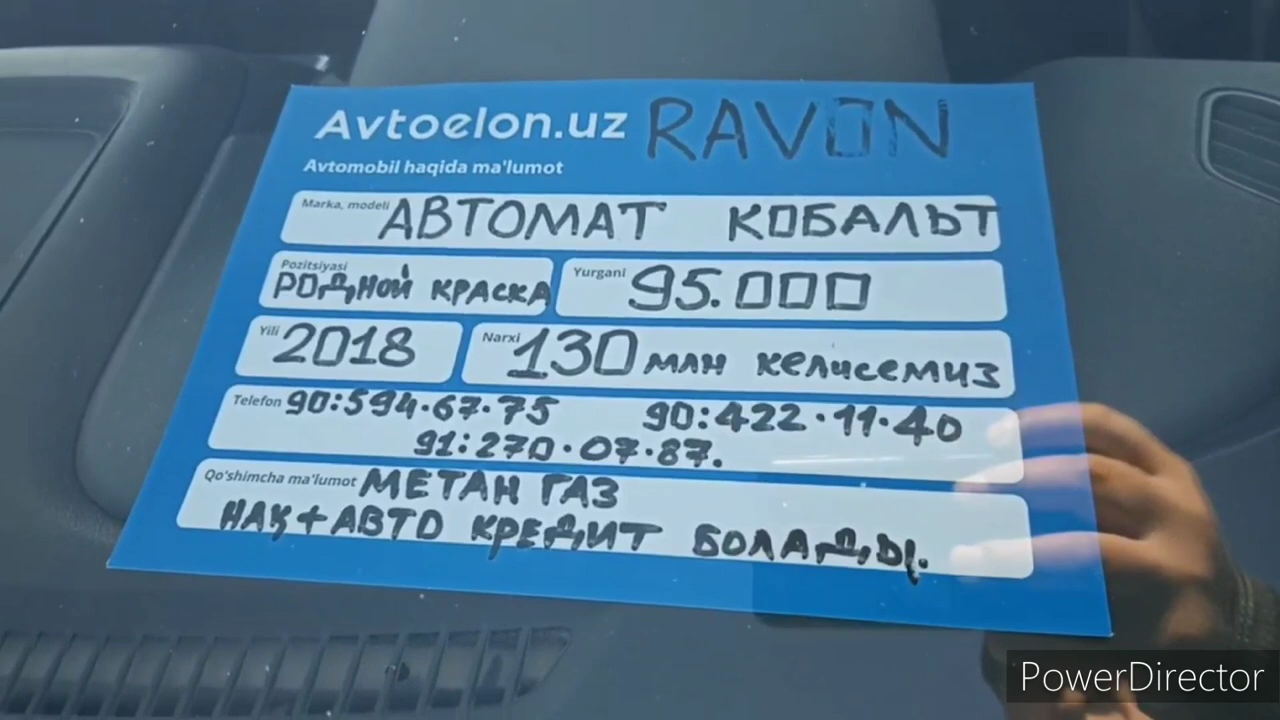 Avtoelon.uz RAVON
Avtomobil haqida ma'lumot
Marka, modeli АВТОМАТ КОБАЛЬТ
Pozitsiyasi РОДНОЙ КРАСКА Yurgani 95.000
Yili 2018 Narxi 130 млн келисемиз
Telefon 90:594.67.75 90:422.11.40
91:270.07.87.
Qo'shimcha ma'lumot МЕТАН ГАЗ
НАҚ+АВТО КРЕДИТ БОЛАДЫ.
PowerDirector